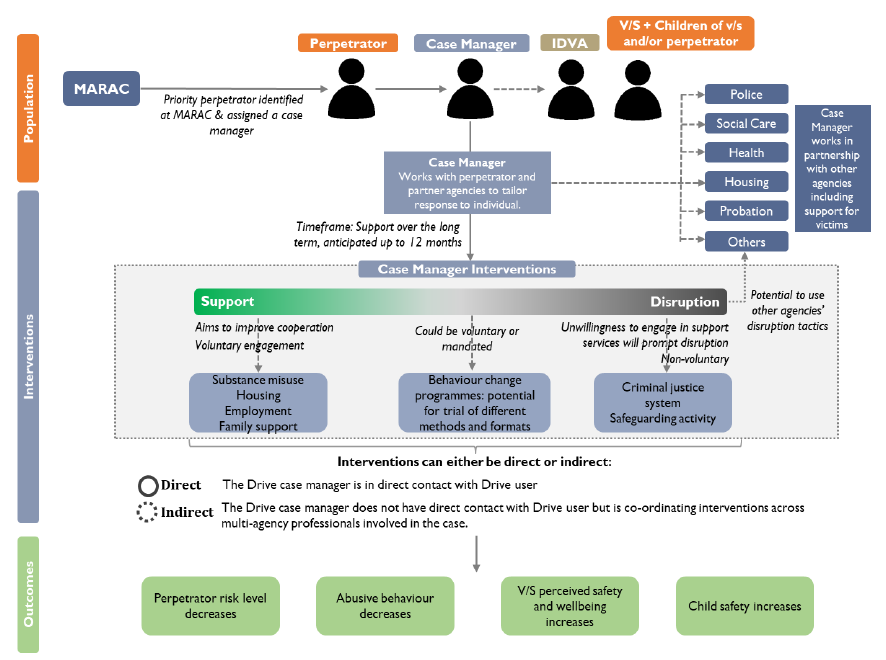 Population
Interventions
Outcomes
MARAC
Priority perpetrator identified
at MARAC & assigned a case
manager
Perpetrator
Case Manager
IDVA
V/S + Children of v/s
and/or perpetrator
Case Manager
Works with perpetrator and
partner agencies to tailor
response to individual.
Police
Social Care
Health
Housing
Probation
Others
Case
Manager
works in
partnership
with other
agencies
including
support for
victims
Timeframe: Support over the long
term, anticipated up to 12 months
Case Manager Interventions
Support
Disruption
Aims to improve cooperation
Voluntary engagement
Could be voluntary or
mandated
Unwillingness to engage in support
services will prompt disruption
Non-voluntary
Potential to use
other agencies'
disruption tactics
Substance misuse
Housing
Employment
Family support
Behaviour change
programmes: potential
for trial of different
methods and formats
Criminal justice
system
Safeguarding activity
Interventions can either be direct or indirect:
Direct The Drive case manager is in direct contact with Drive user
Indirect The Drive case manager does not have direct contact with Drive user but is co-ordinating interventions across
multi-agency professionals involved in the case.
Perpetrator risk level
decreases
Abusive behaviour
decreases
V/S perceived safety
and wellbeing
increases
Child safety increases